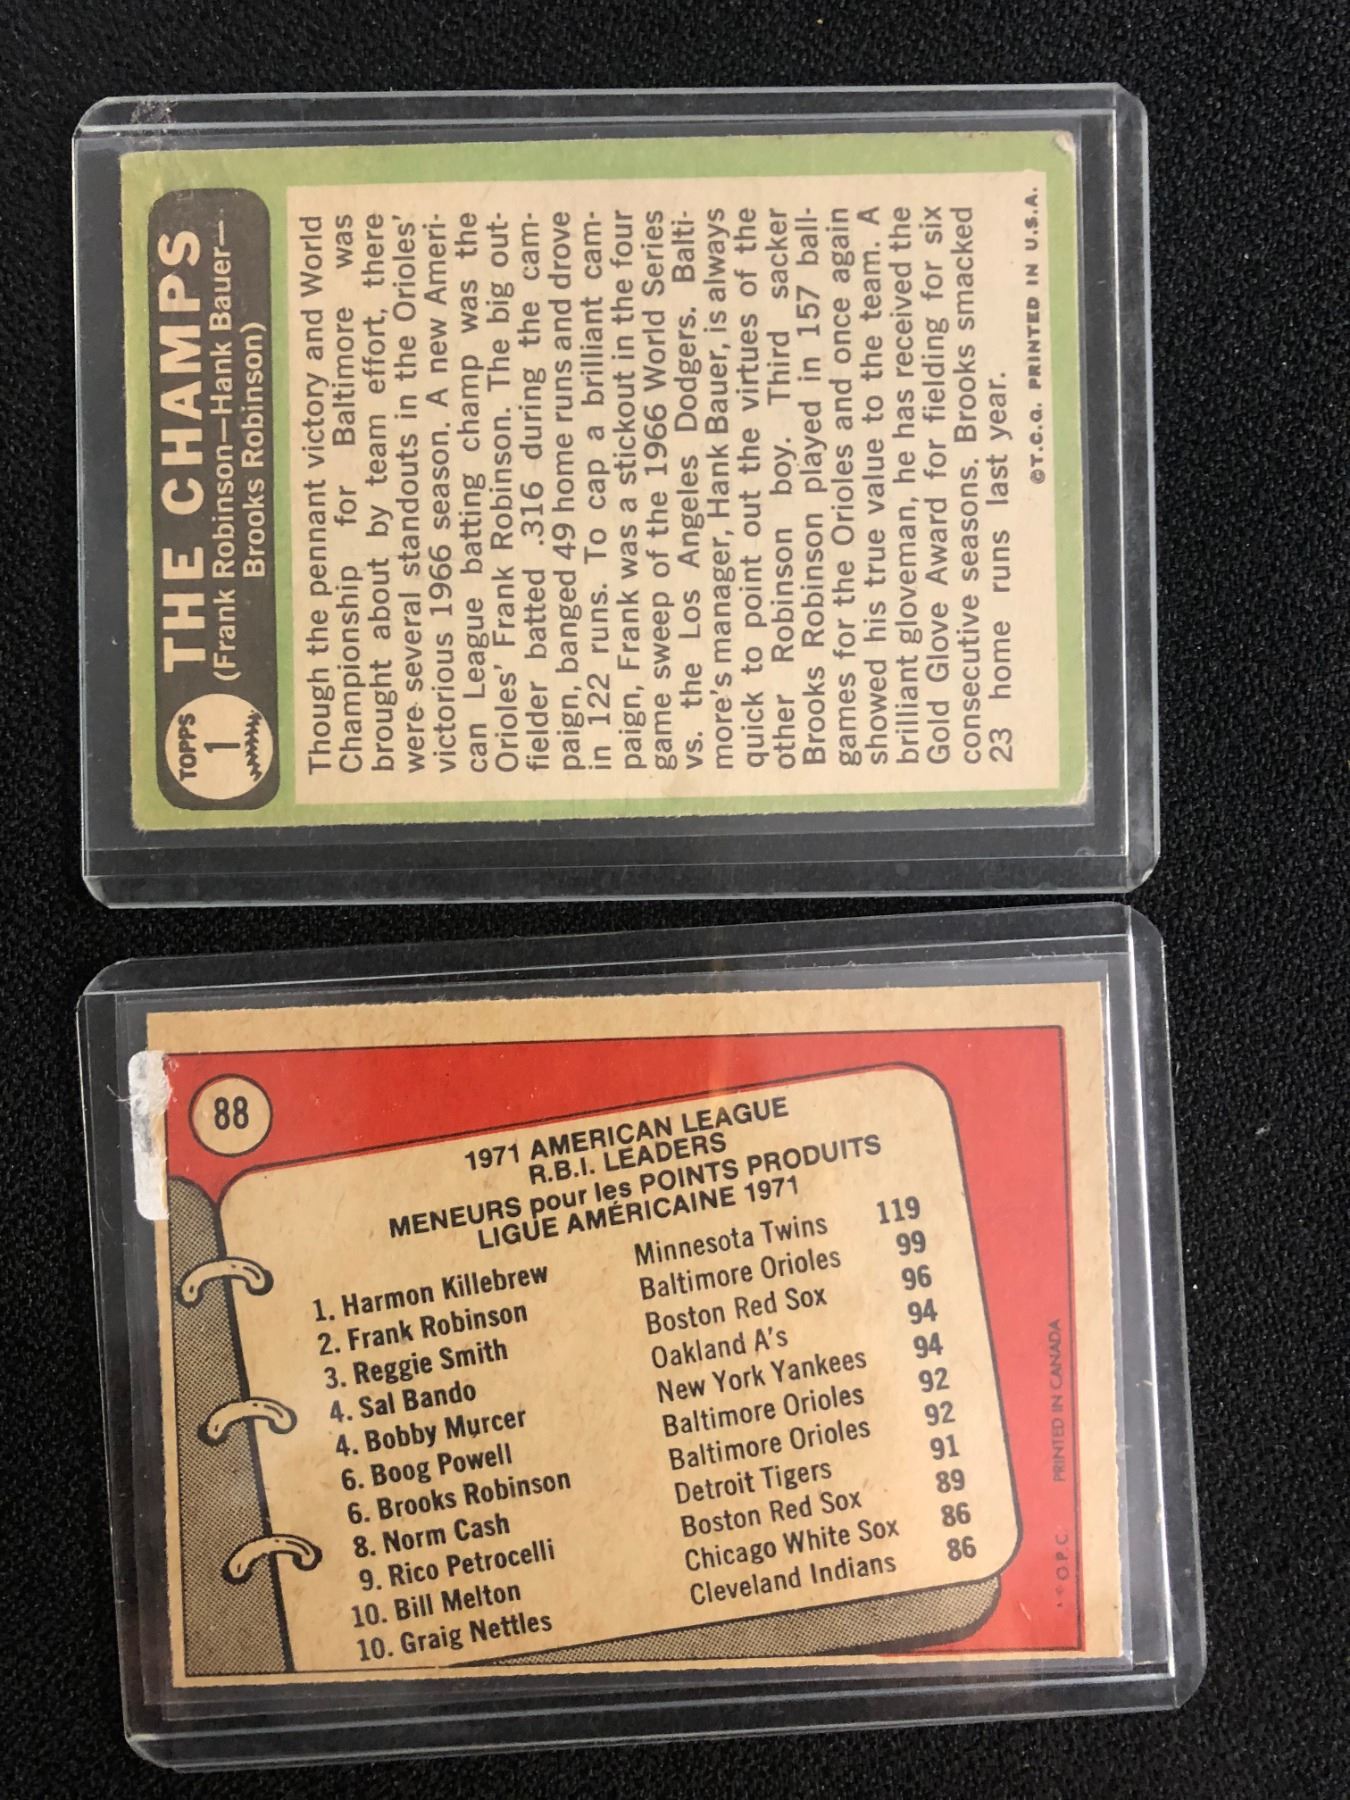 TOPPS
1
THE CHAMPS
(Frank Robinson—Hank Bauer—
Brooks Robinson)
Though the pennant victory and World
Championship for Baltimore was
brought about by team effort, there
were several standouts in the Orioles'
victorious 1966 season. A new Ameri-
can League batting champ was the
Orioles' Frank Robinson. The big out-
fielder batted .316 during the cam-
paign, banged 49 home runs and drove
in 122 runs. To cap a brilliant cam-
paign, Frank was a stickout in the four
game sweep of the 1966 World Series
vs. the Los Angeles Dodgers. Balti-
more's manager, Hank Bauer, is always
quick to point out the virtues of the
other Robinson boy. Third sacker
Brooks Robinson played in 157 ball-
games for the Orioles and once again
showed his true value to the team. A
brilliant gloveman, he has received the
Gold Glove Award for fielding for six
consecutive seasons. Brooks smacked
23 home runs last year.
©T.C.G. PRINTED IN U.S.A.
88
1971 AMERICAN LEAGUE
R.B.I. LEADERS
MENEURS pour les POINTS PRODUITS
LIGUE AMÉRICAINE 1971
1. Harmon Killebrew Minnesota Twins 119
2. Frank Robinson Baltimore Orioles 99
3. Reggie Smith Boston Red Sox 96
4. Sal Bando Oakland A's 94
4. Bobby Murcer New York Yankees 94
6. Boog Powell Baltimore Orioles 92
6. Brooks Robinson Baltimore Orioles 92
8. Norm Cash Detroit Tigers 91
9. Rico Petrocelli Boston Red Sox 89
10. Bill Melton Chicago White Sox 86
10. Graig Nettles Cleveland Indians 86
* © O.P.C. PRINTED IN CANADA